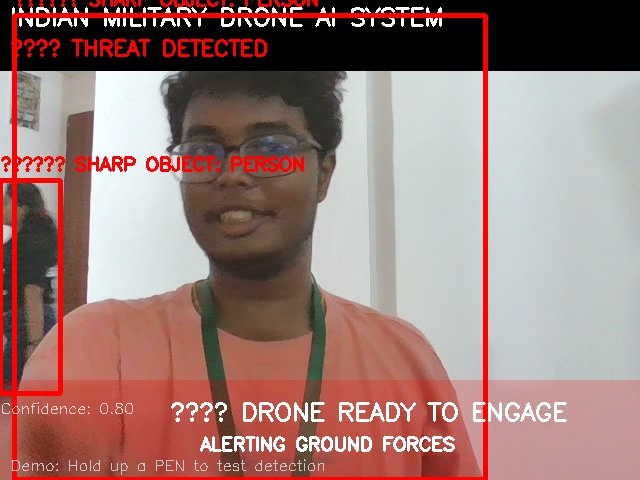 ?????? SHARP OBJECT: PERSON
INDIAN MILITARY DRONE AI SYSTEM
???? THREAT DETECTED
?????? SHARP OBJECT: PERSON
Confidence: 0.80
???? DRONE READY TO ENGAGE
ALERTING GROUND FORCES
Demo: Hold up a PEN to test detection